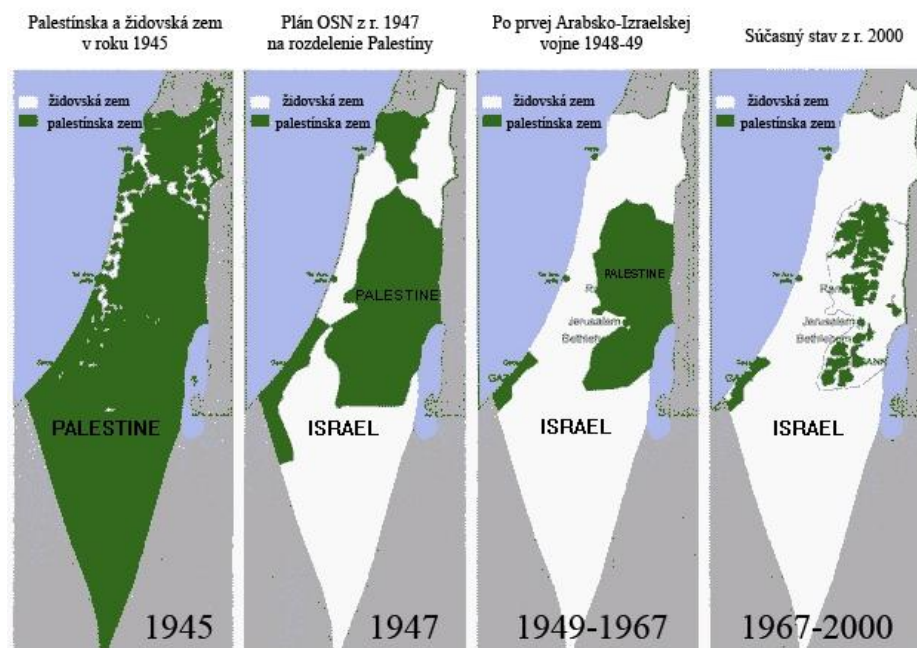 Palestínska a židovská zem
v roku 1945
židovská zem
palestínska zem
PALESTINE
1945
Plán OSN z r. 1947
na rozdelenie Palestíny
židovská zem
palestínska zem
PALESTINE
ISRAEL
1947
Po prvej Arabsko-Izraelskej
vojne 1948-49
židovská zem
palestínska zem
PALESTINE
Jerusalem
ISRAEL
1949-1967
Súčasný stav z r. 2000
židovská zem
palestínska zem
Jerusalem
Bethlehem
ISRAEL
1967-2000